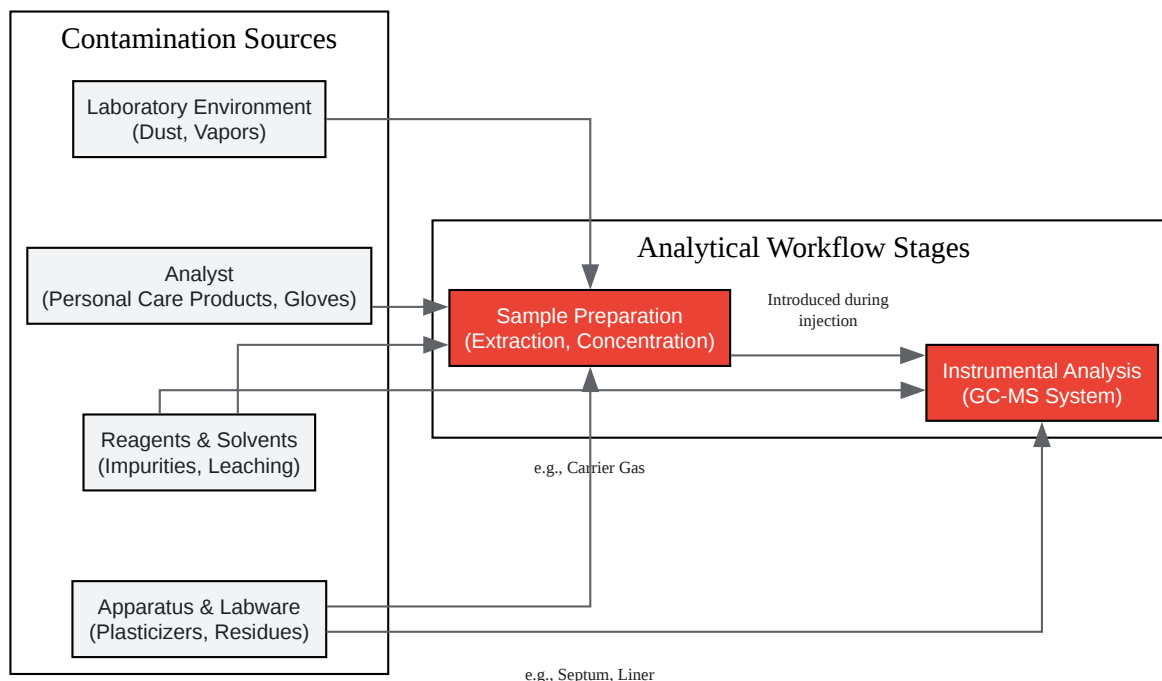 Contamination Sources
Laboratory Environment
(Dust, Vapors)
Analyst
(Personal Care Products, Gloves)
Reagents & Solvents
(Impurities, Leaching)
Apparatus & Labware
(Plasticizers, Residues)
Analytical Workflow Stages
Sample Preparation
(Extraction, Concentration)
Introduced during
injection
Instrumental Analysis
(GC-MS System)
e.g., Carrier Gas
e.g., Septum, Liner